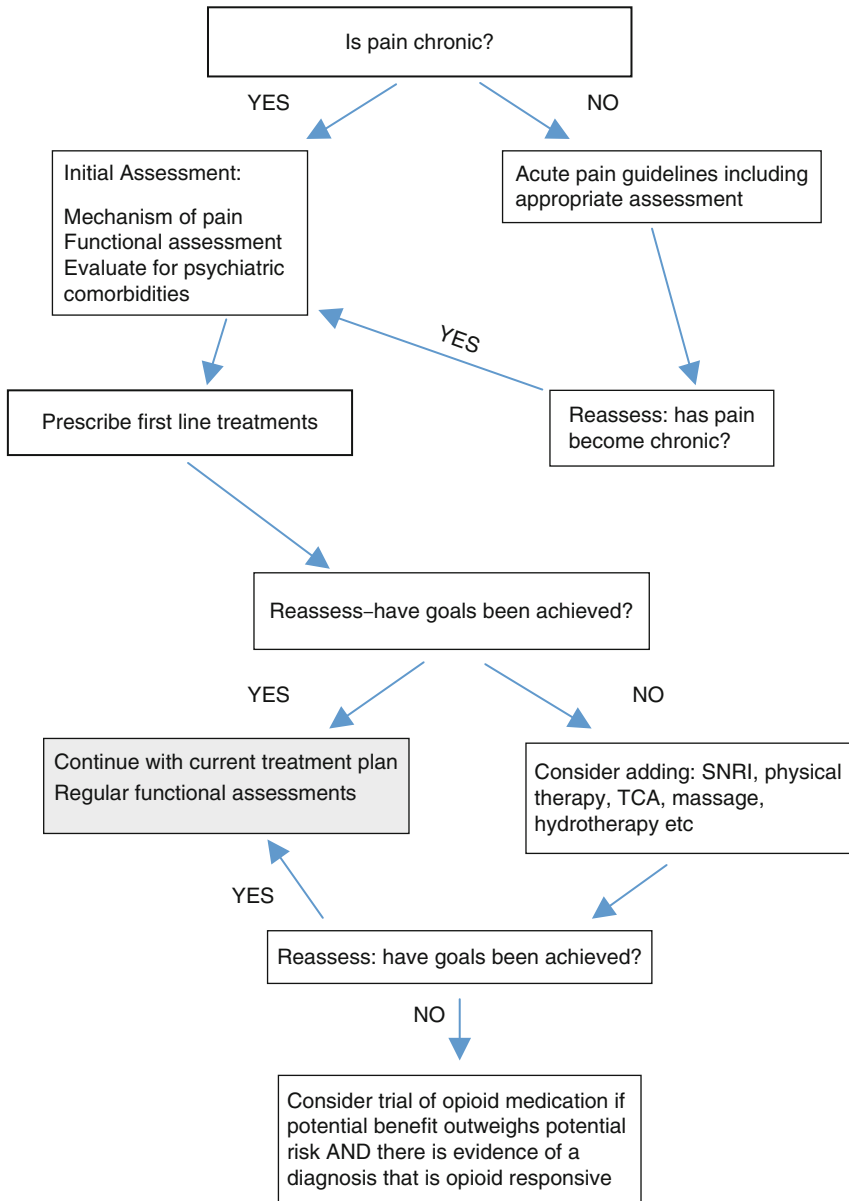 Is pain chronic?
YES
NO
Initial Assessment:
Mechanism of pain
Functional assessment
Evaluate for psychiatric
comorbidities
Acute pain guidelines including
appropriate assessment
YES
Prescribe first line treatments
Reassess: has pain
become chronic?
Reassess–have goals been achieved?
YES
NO
Continue with current treatment plan
Regular functional assessments
Consider adding: SNRI, physical
therapy, TCA, massage,
hydrotherapy etc
YES
Reassess: have goals been achieved?
NO
Consider trial of opioid medication if
potential benefit outweighs potential
risk AND there is evidence of a
diagnosis that is opioid responsive